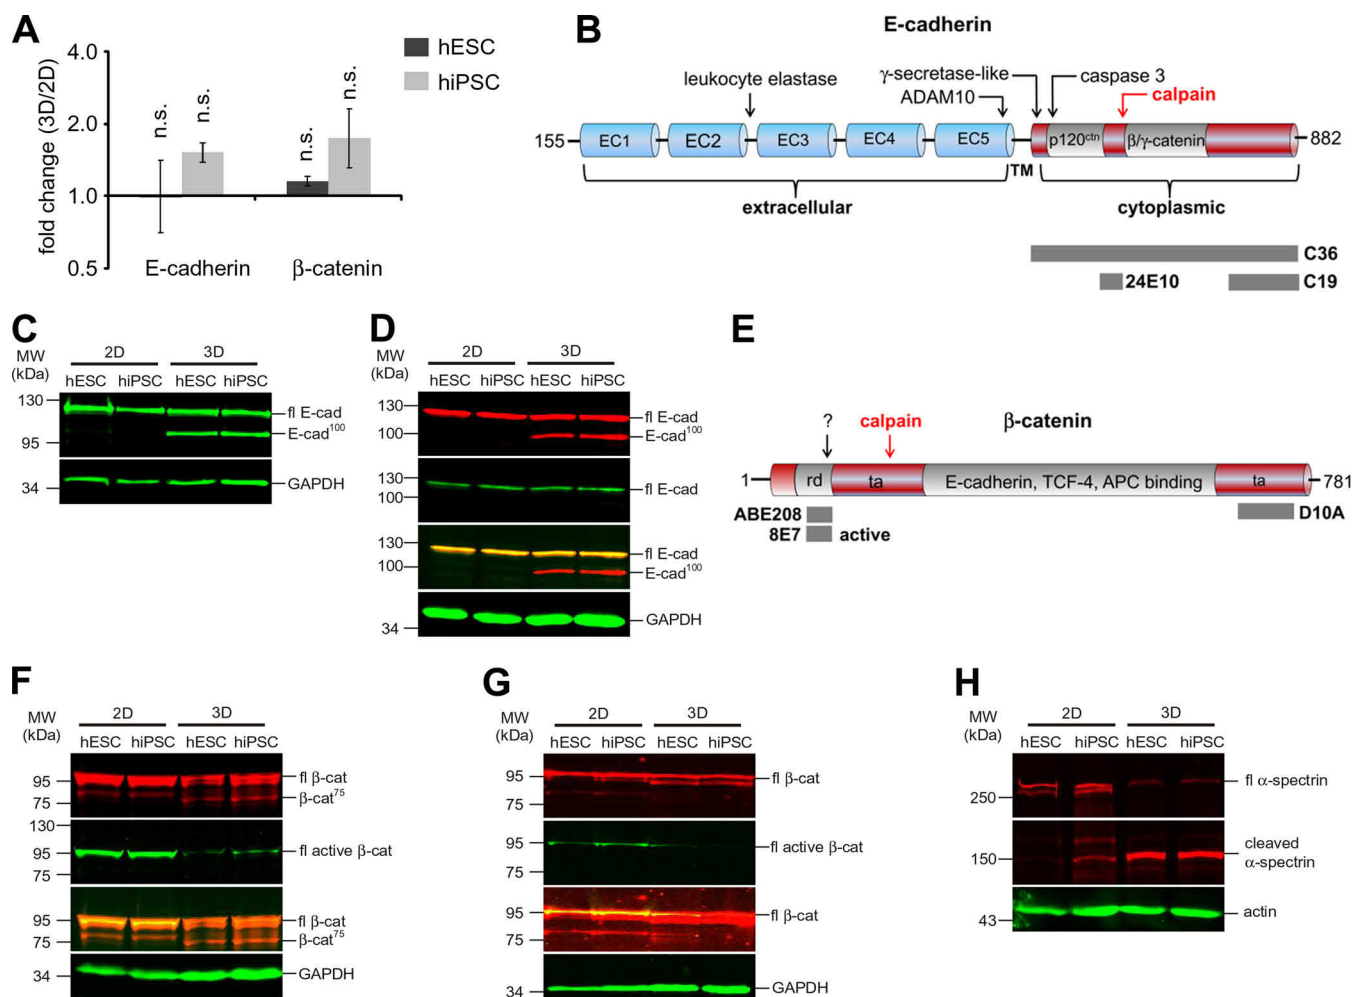 A
4.0
2.0
1.0
0.5
fold change (3D/2D)
n.s.
n.s.
n.s.
n.s.
hESC
hiPSC
E-cadherin
β-catenin
B
E-cadherin
leukocyte elastase
γ-secretase-like
ADAM10
caspase 3
calpain
155
EC1
EC2
EC3
EC4
EC5
TM
p120ctn
β/γ-catenin
882
extracellular
cytoplasmic
C36
24E10
C19
C
MW
(kDa)
2D
3D
hESC
hiPSC
hESC
hiPSC
130
95
34
fl E-cad
E-cad100
GAPDH
D
MW
(kDa)
2D
3D
hESC
hiPSC
hESC
hiPSC
130
100
fl E-cad
E-cad100
130
100
fl E-cad
130
100
fl E-cad
E-cad100
34
GAPDH
E
β-catenin
?
calpain
1
rd
ta
E-cadherin, TCF-4, APC binding
ta
781
ABE208
8E7
active
D10A
F
MW
(kDa)
2D
3D
hESC
hiPSC
hESC
hiPSC
95
75
fl β-cat
β-cat75
130
95
75
fl active β-cat
95
75
fl β-cat
β-cat75
34
GAPDH
G
MW
(kDa)
2D
3D
hESC
hiPSC
hESC
hiPSC
95
75
fl β-cat
95
75
fl active β-cat
95
75
fl β-cat
34
GAPDH
H
MW
(kDa)
2D
3D
hESC
hiPSC
hESC
hiPSC
250
fl α-spectrin
150
cleaved
α-spectrin
43
actin